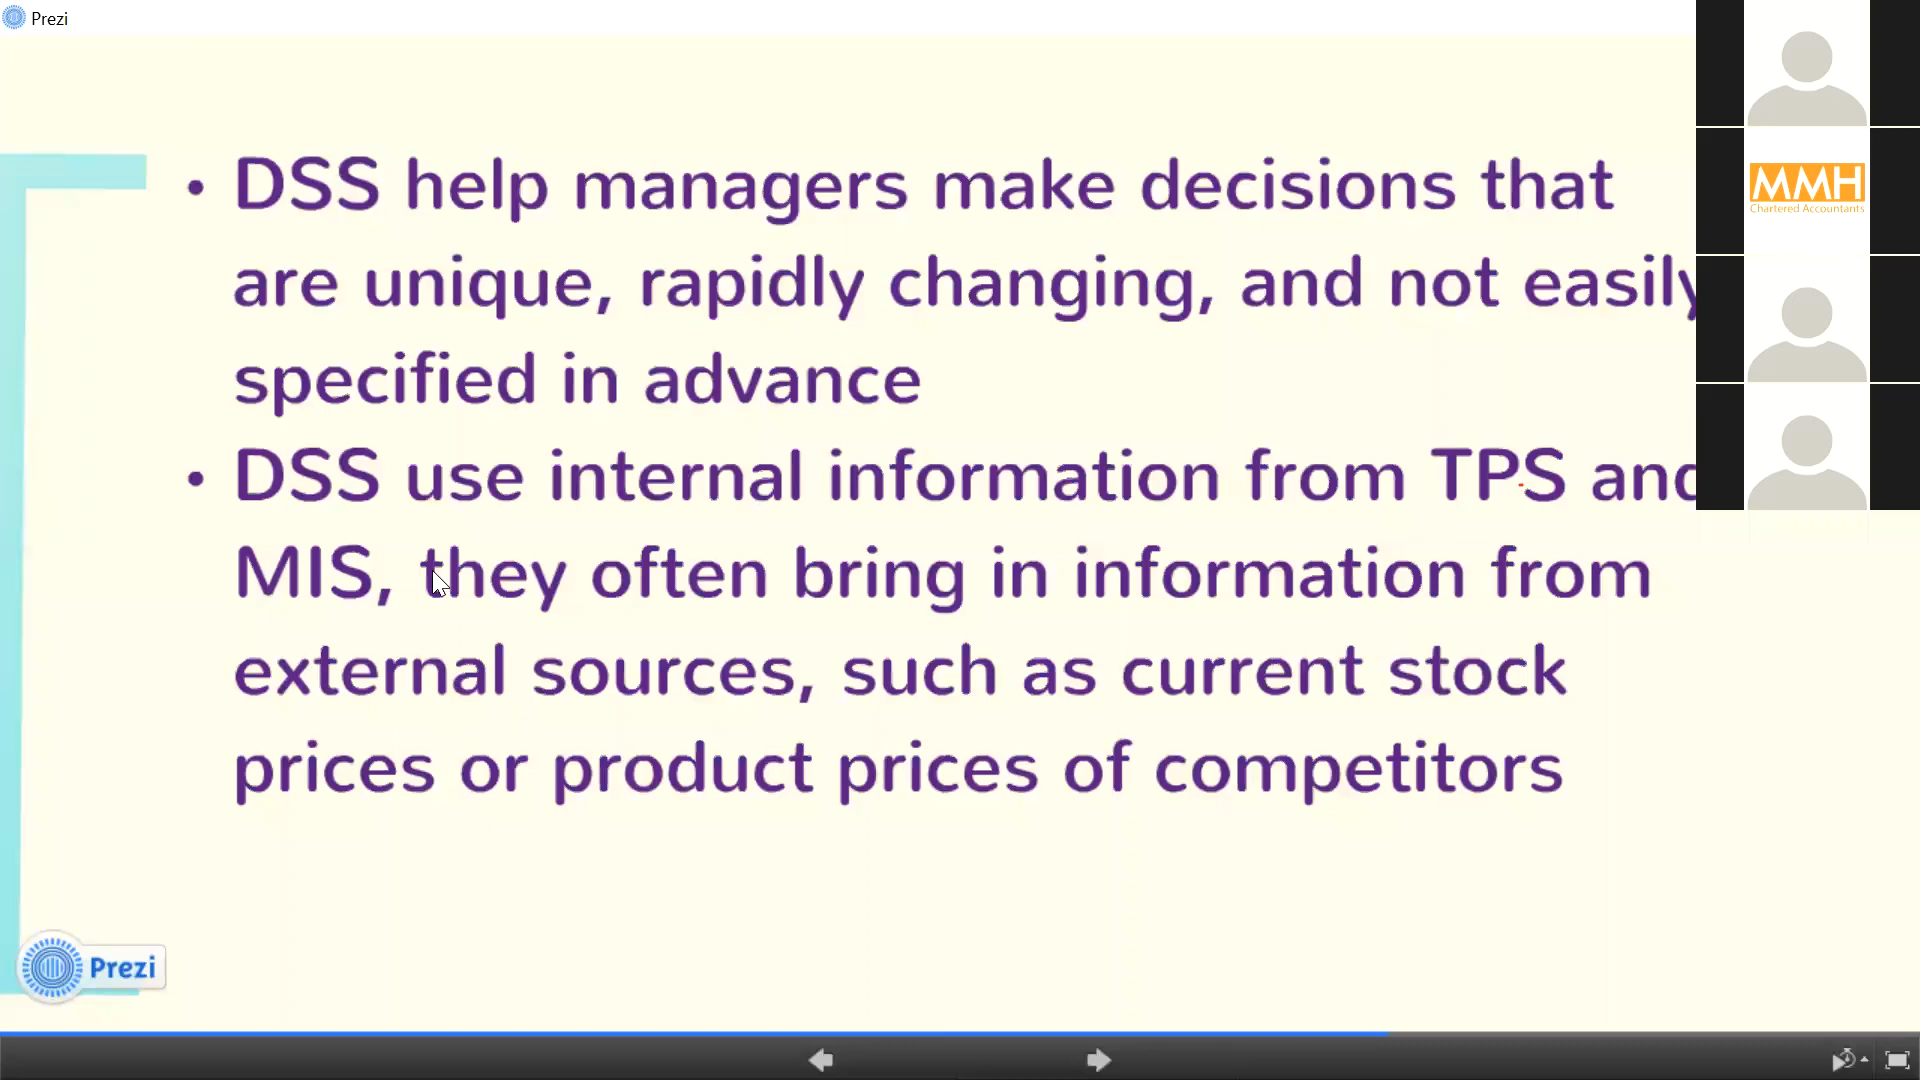 Prezi
• DSS help managers make decisions that
are unique, rapidly changing, and not easily
specified in advance
• DSS use internal information from TPS and
MIS, they often bring in information from
external sources, such as current stock
prices or product prices of competitors
MMH
Chartered Accountants
Prezi